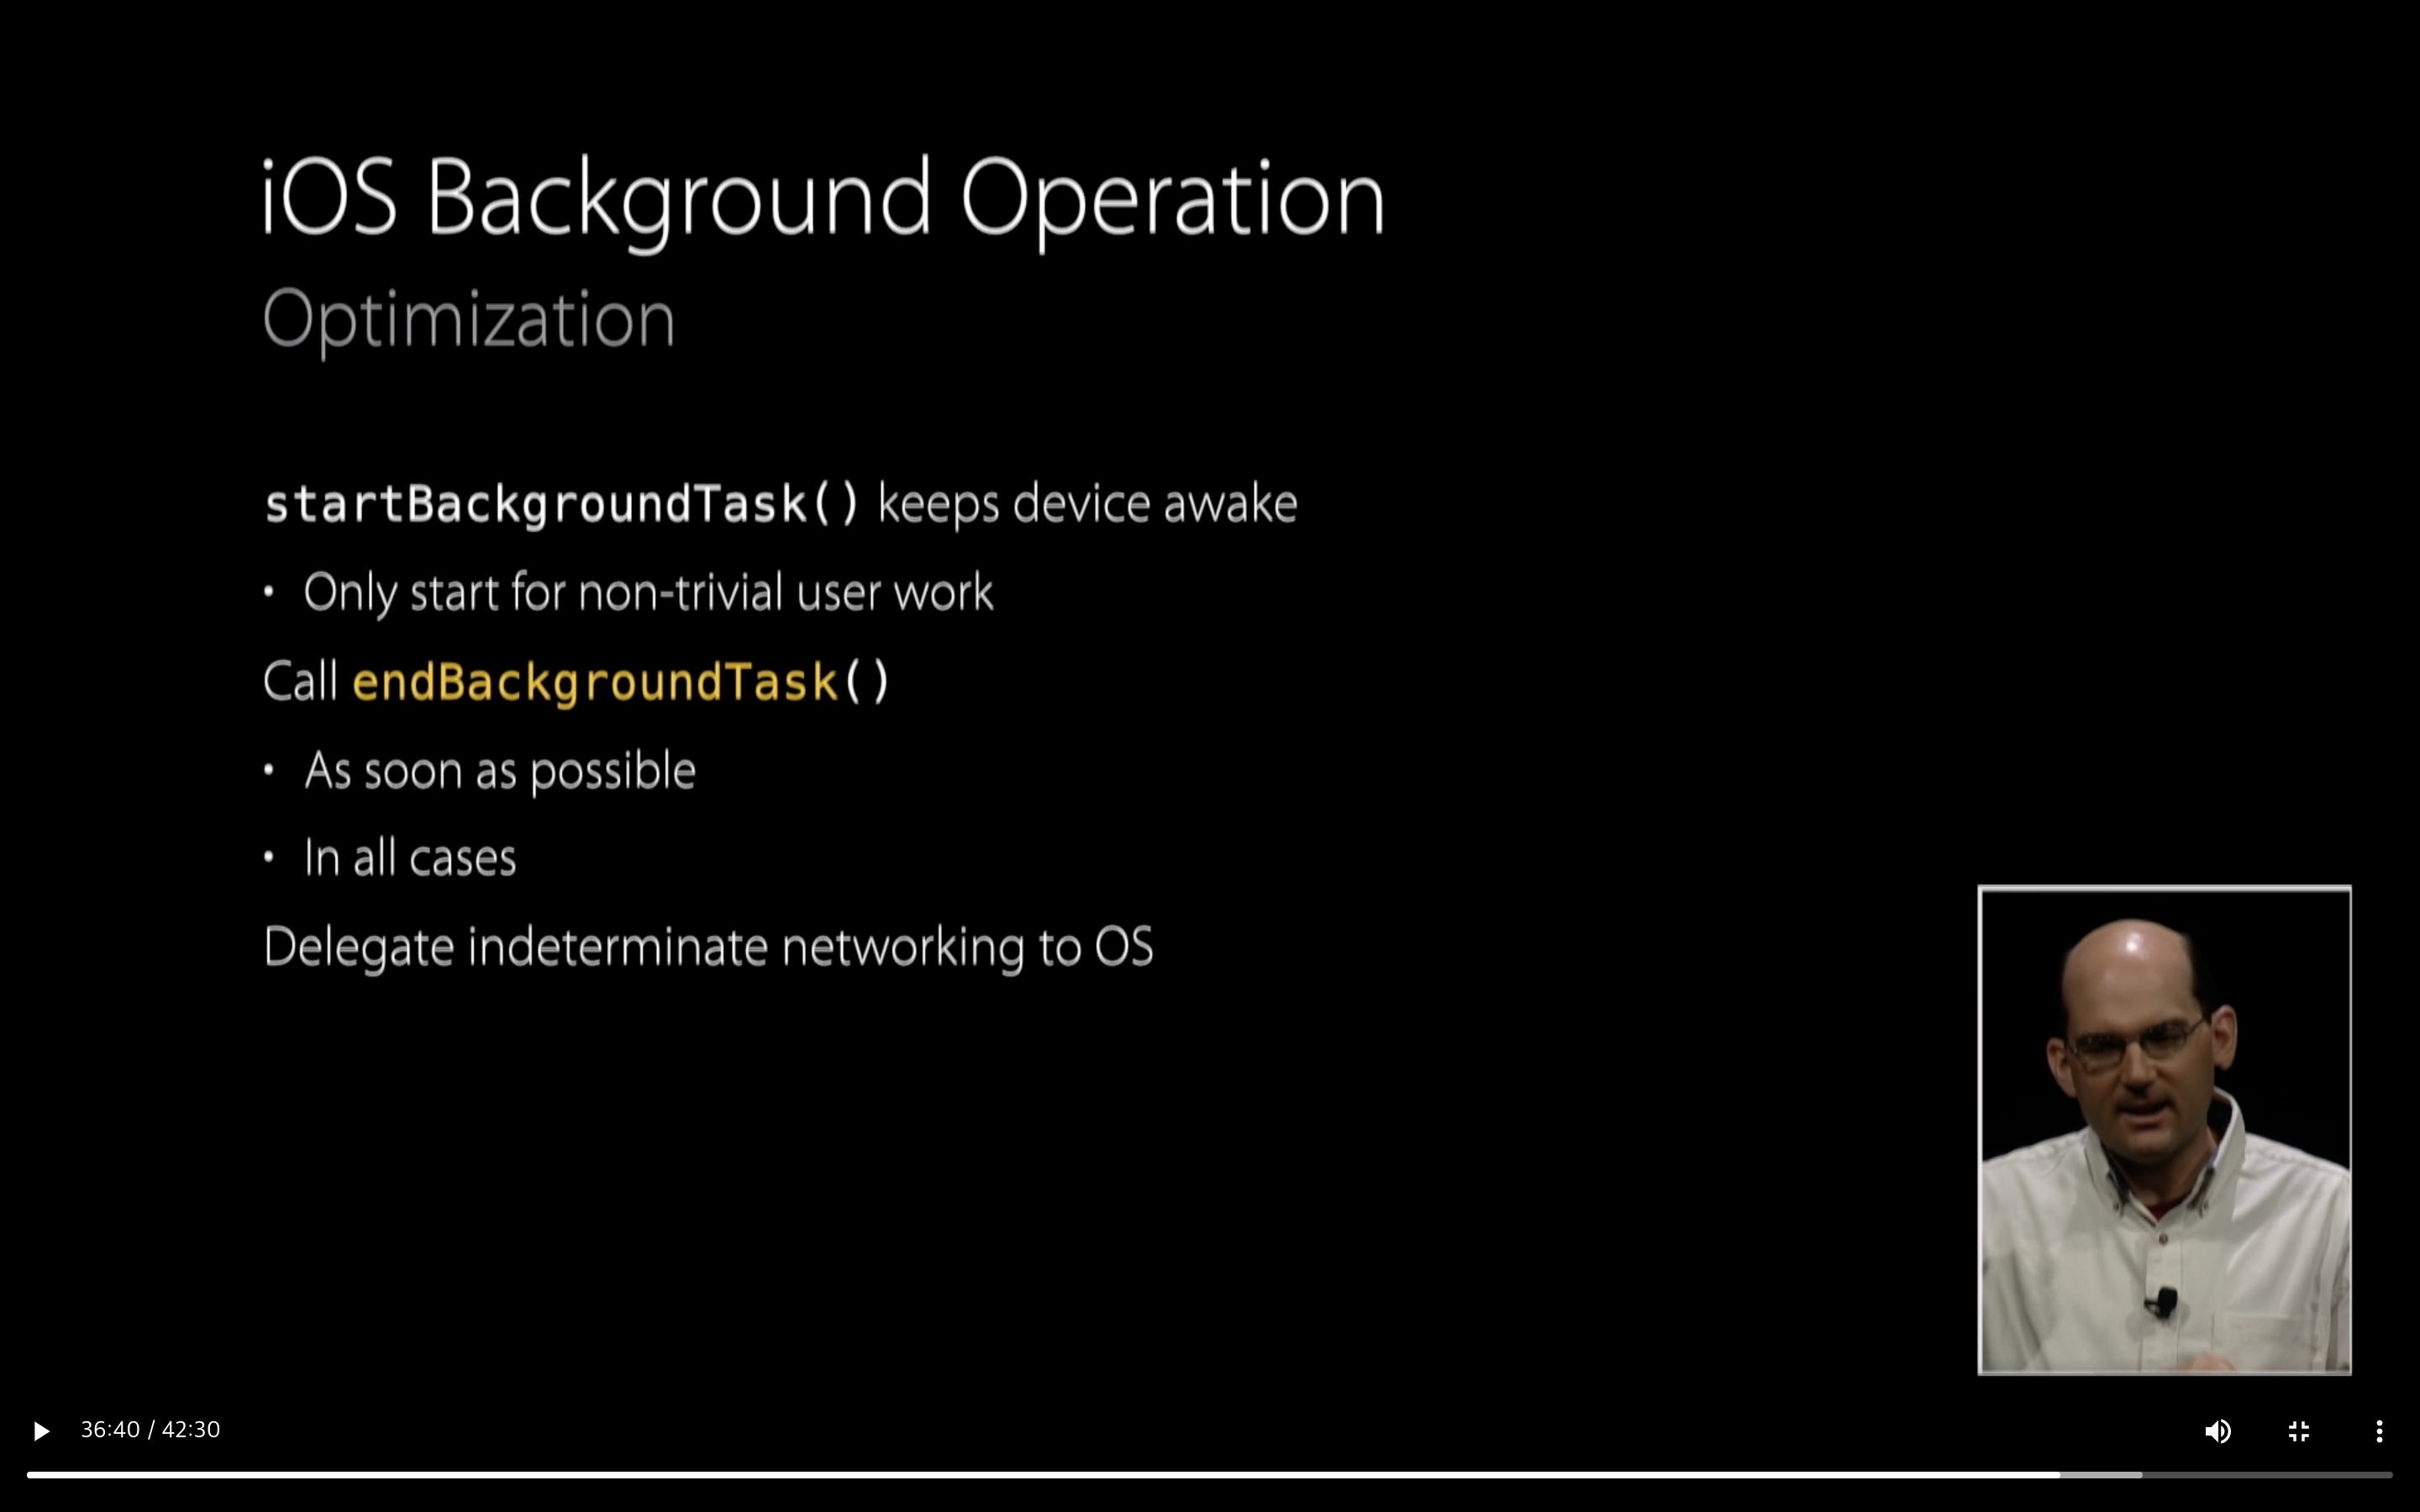 iOS Background Operation
Optimization
startBackgroundTask() keeps device awake
• Only start for non-trivial user work
Call endBackgroundTask()
• As soon as possible
• In all cases
Delegate indeterminate networking to OS
36:40 / 42:30